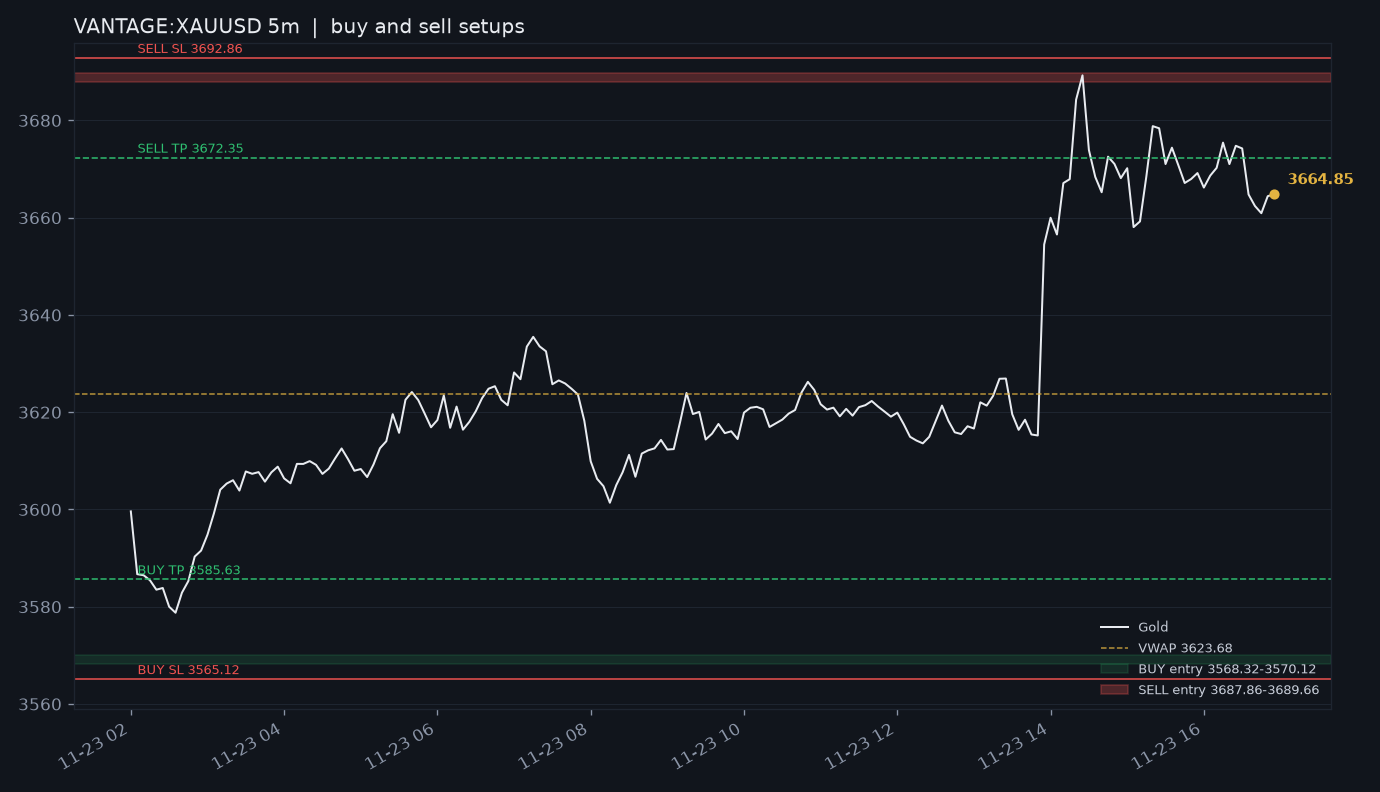 VANTAGE:XAUUSD 5m | buy and sell setups
SELL SL 3692.86
3680
SELL TP 3672.35
3664.85
3660
3640
3620
3600
BUY TP 3585.63
3580
Gold
VWAP 3623.68
BUY SL 3565.12
BUY entry 3568.32-3570.12
SELL entry 3687.86-3689.66
3560
11-23 02
11-23 04
11-23 06
11-23 08
11-23 10
11-23 12
11-23 14
11-23 16